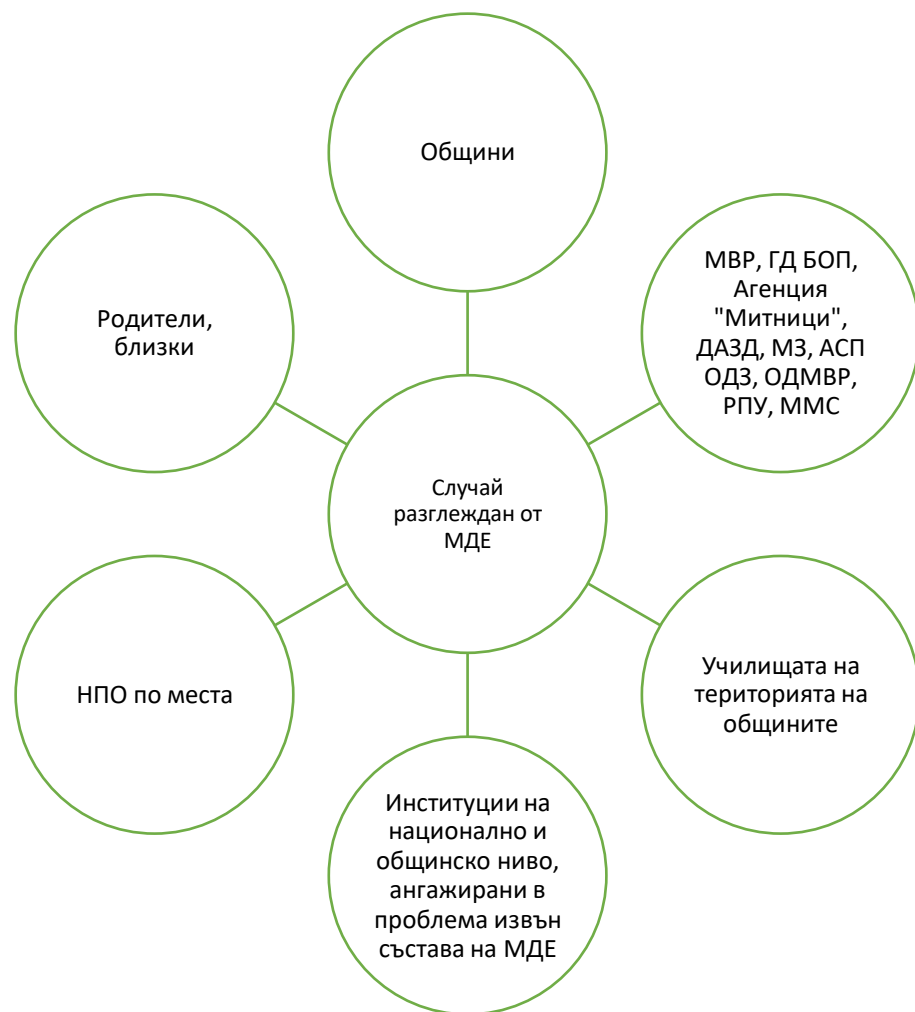 Общини
МВР, ГД БОП,
Агенция
"Митници",
ДАЗД, МЗ, АСП
ОДЗ, ОДМВР,
РПУ, ММС
Родители,
близки
Случай
разглеждан от
МДЕ
НПО по места
Училищата на
територията на
общините
Институции на
национално и
общинско ниво,
ангажирани в
проблема извън
състава на МДЕ